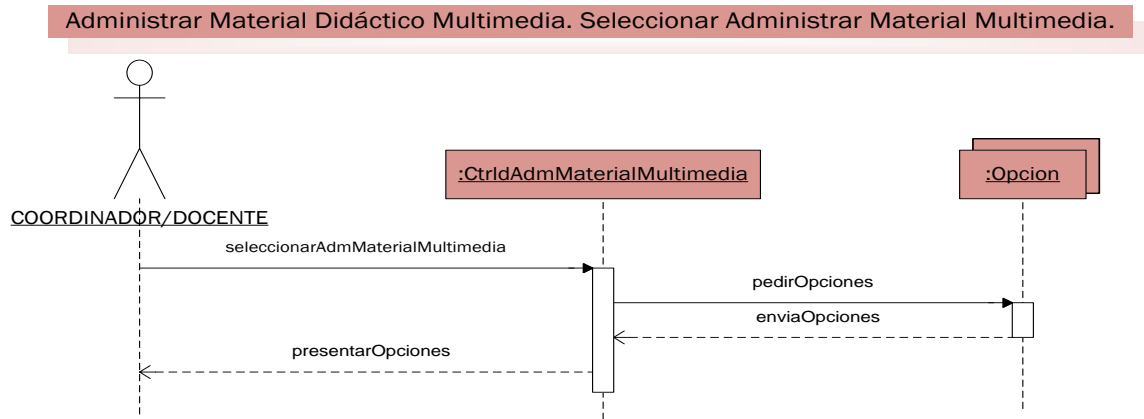 Administrar Material Didáctico Multimedia. Seleccionar Administrar Material Multimedia.
:CtrldAdmMaterialMultimedia
:Opcion
COORDINADOR/DOCENTE
seleccionarAdmMaterialMultimedia
pedirOpciones
enviaOpciones
presentarOpciones